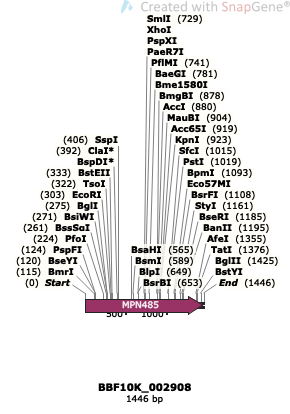 Created with SnapGene®
SmlI (729)
XhoI
PspXI
PaeR7I
PflMI (741)
BaeGI (781)
Bme1580I
BmgBI (878)
AccI (880)
MauBI (904)
Acc65I (919)
(406) SspI KpnI (923)
(392) ClaI* SfcI (1015)
BspDI* PstI (1019)
(333) BstEII BpmI (1093)
(322) TsoI Eco57MI
(303) EcoRI BsrFI (1108)
(275) BglI StyI (1161)
(271) BsiWI BseRI (1185)
(261) BssSαI BanII (1195)
(224) PfoI AfeI (1355)
(124) PspFI BsaHI (565) TatI (1376)
(120) BseYI BsmI (589) BglII (1425)
(115) BmrI BlpI (649) BstYI
(0) Start BsrBI (653) End (1446)
MPN485
500 1000
BBF10K_002908
1446 bp